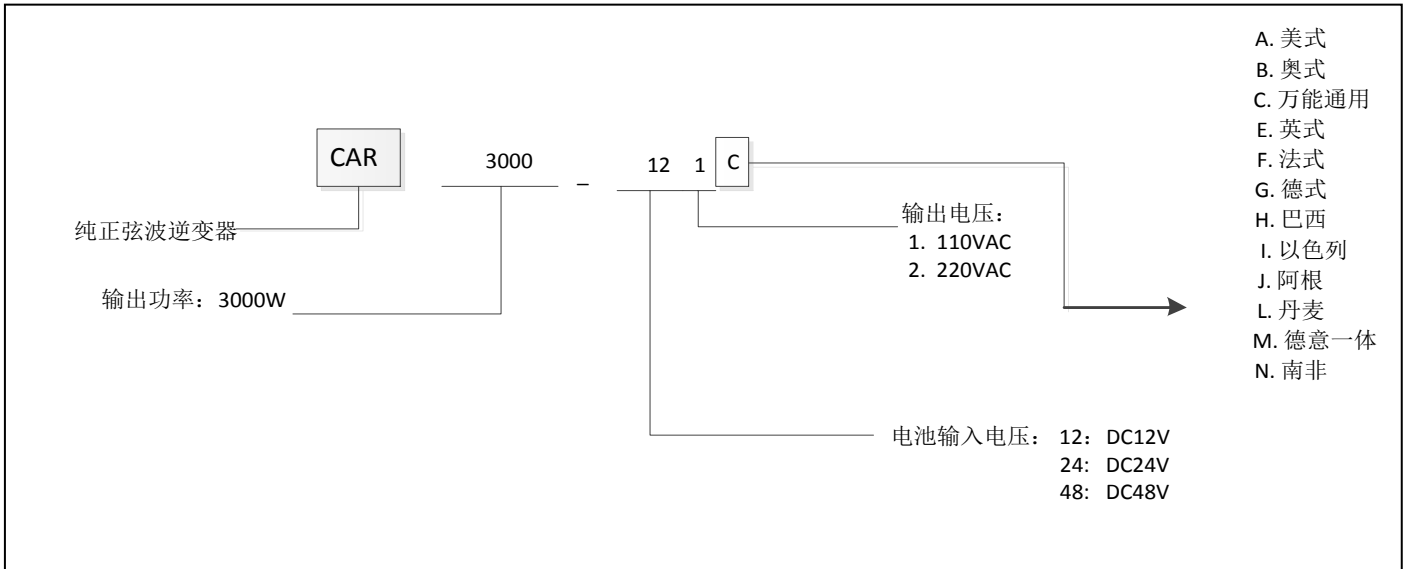 CAR 3000 – 12 1 C
纯正弦波逆变器
输出功率：3000W
输出电压：
1. 110VAC
2. 220VAC
电池输入电压： 12： DC12V
24: DC24V
48: DC48V
A. 美式
B. 奥式
C. 万能通用
E. 英式
F. 法式
G. 德式
H. 巴西
I. 以色列
J. 阿根
L. 丹麦
M. 德意一体
N. 南非